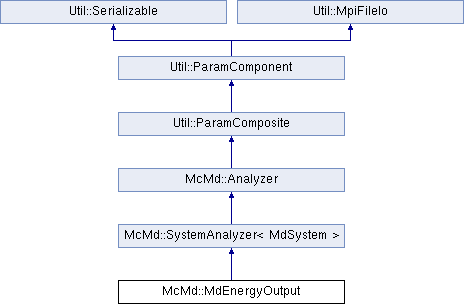 Util::Serializable
Util::MpiFileIo
Util::ParamComponent
Util::ParamComposite
McMd::Analyzer
McMd::SystemAnalyzer< MdSystem >
McMd::MdEnergyOutput